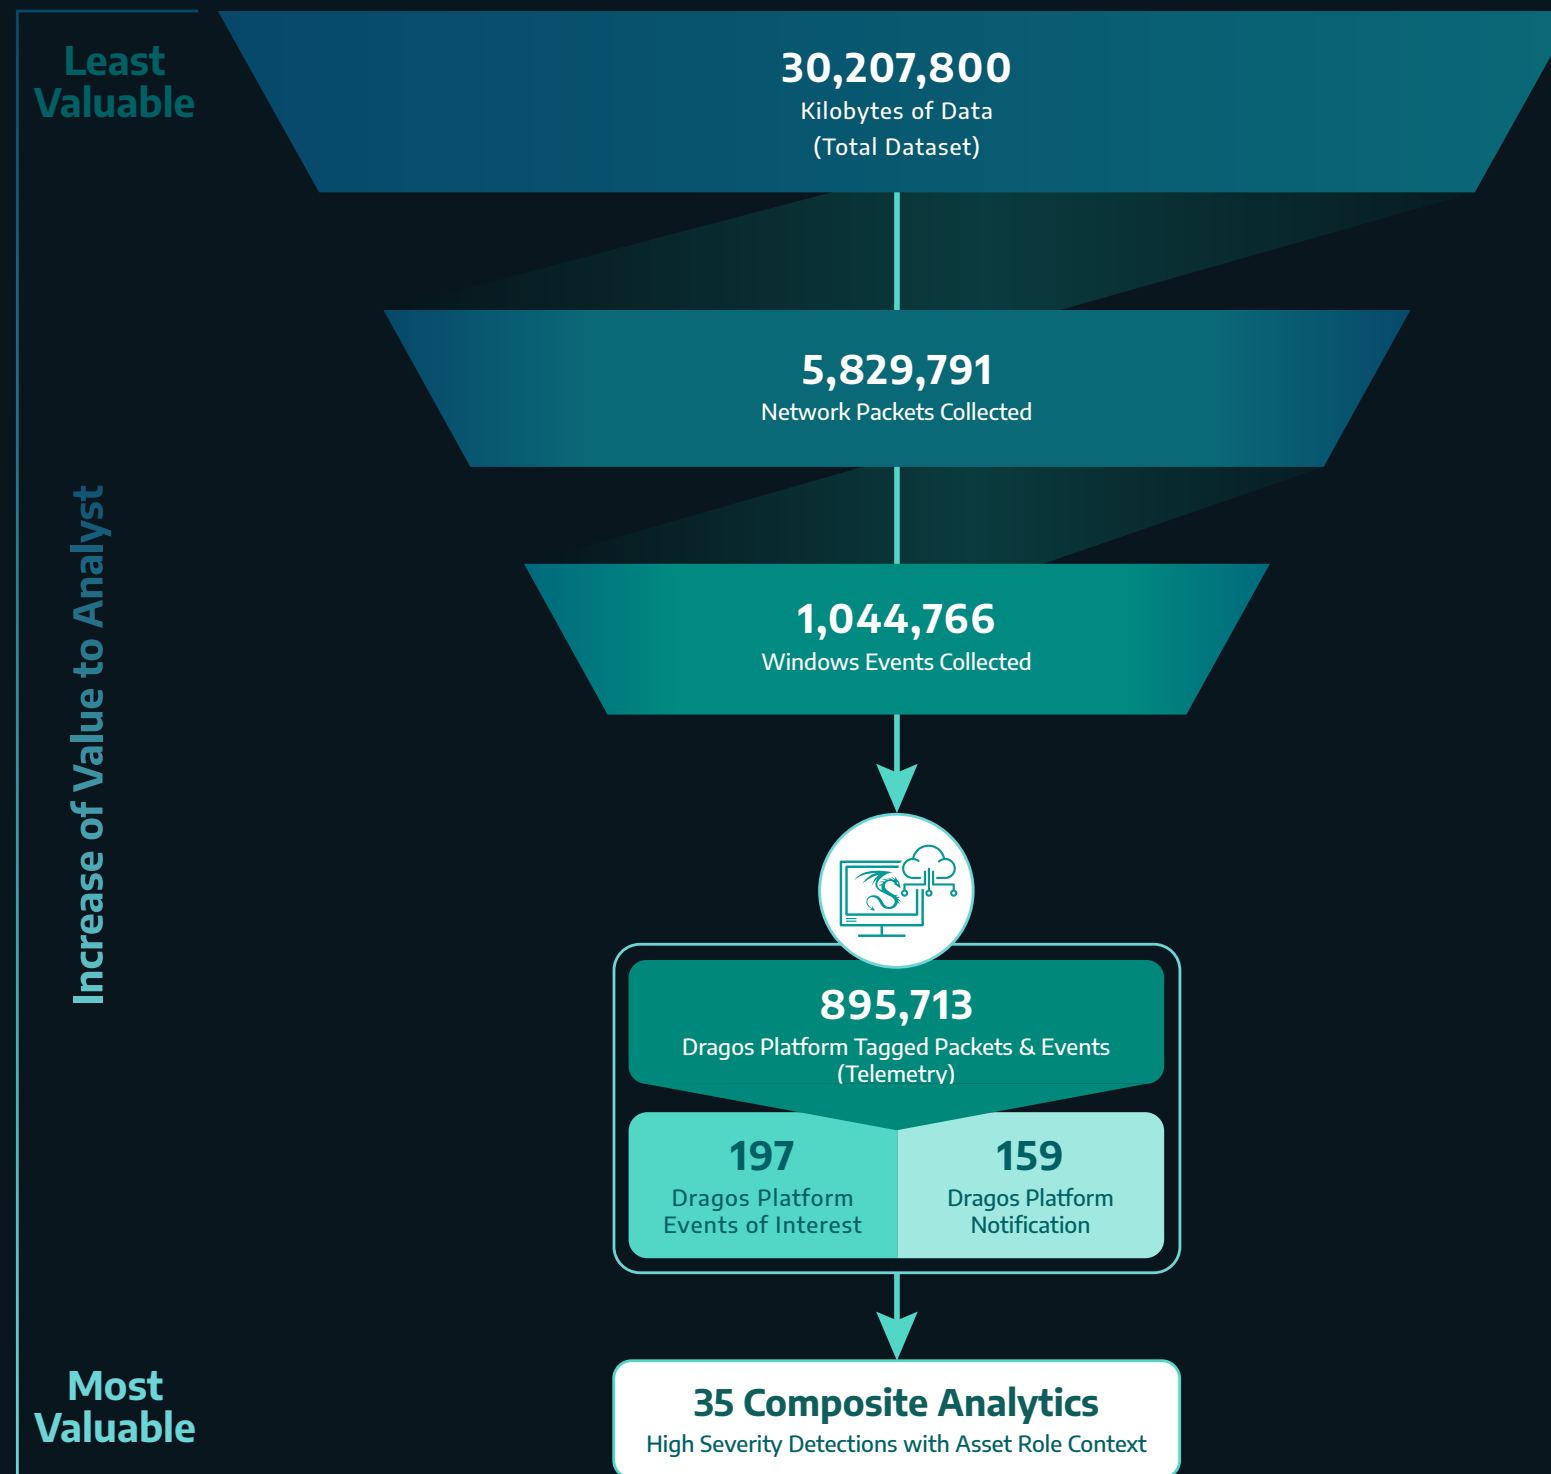 Least
Valuable
30,207,800
Kilobytes of Data
(Total Dataset)
5,829,791
Network Packets Collected
1,044,766
Windows Events Collected
Increase of Value to Analyst
895,713
Dragos Platform Tagged Packets & Events
(Telemetry)
197
Dragos Platform
Events of Interest
159
Dragos Platform
Notification
Most
Valuable
35 Composite Analytics
High Severity Detections with Asset Role Context